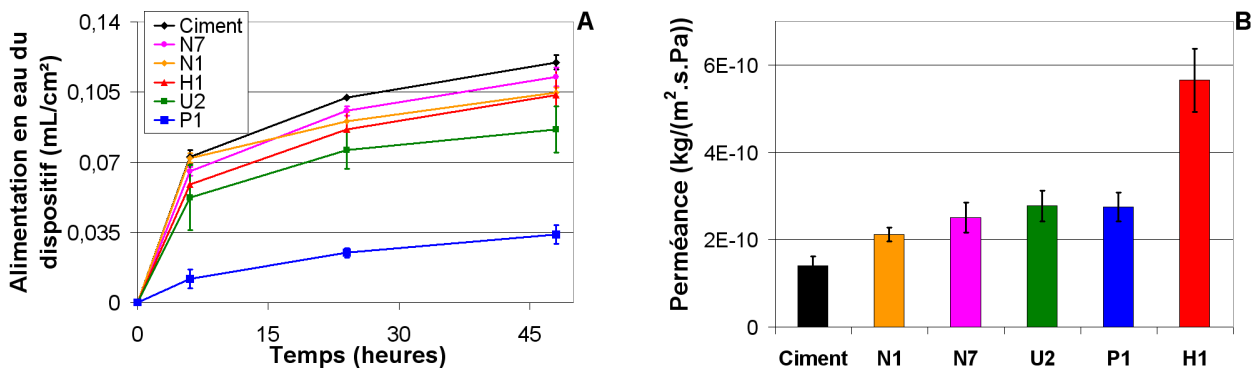 A
Alimentation en eau du
dispositif (mL/cm²)
0,14
0,105
0,07
0,035
0
Ciment
N7
N1
H1
U2
P1
0 15 30 45
Temps (heures)
B
Perméance (kg/(m².s.Pa))
6E-10
4E-10
2E-10
0
Ciment N1 N7 U2 P1 H1